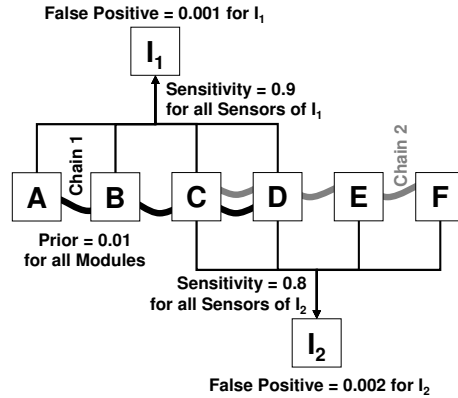 False Positive = 0.001 for I1
I1
Sensitivity = 0.9
for all Sensors of I1
Chain 1
Chain 2
A B C D E F
Prior = 0.01
for all Modules
Sensitivity = 0.8
for all Sensors of I2
I2
False Positive = 0.002 for I2